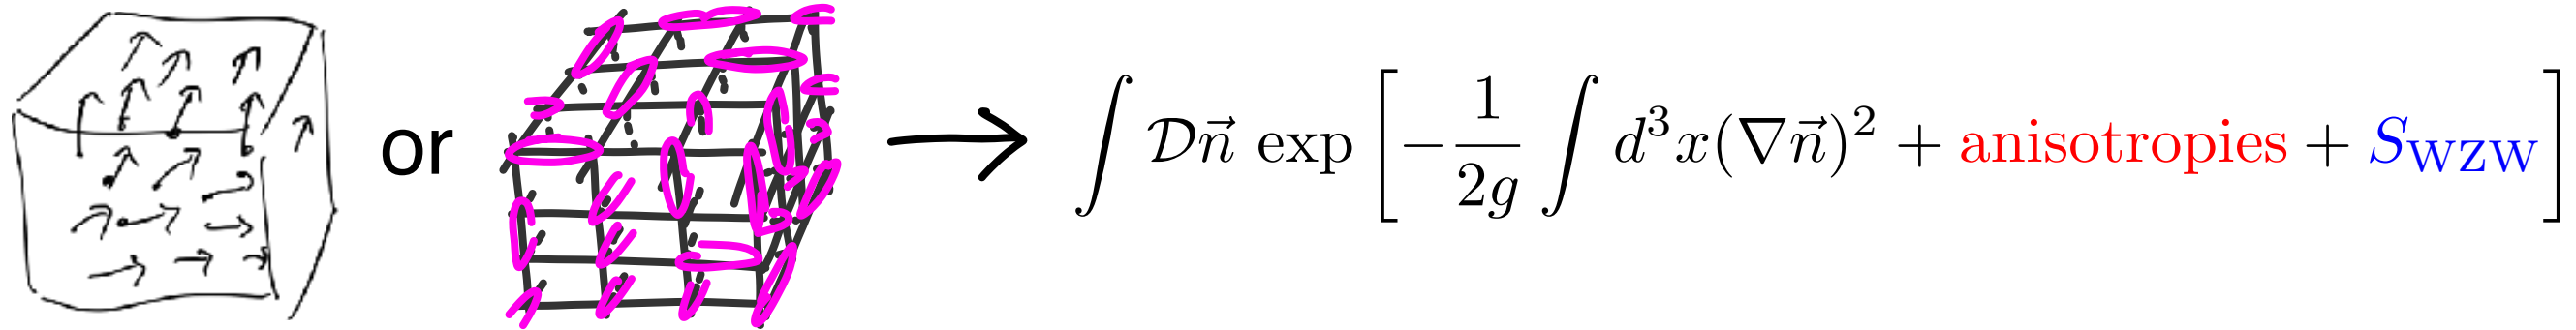 or → ∫ 𝒟n⃗ exp [ −1/(2g) ∫ d³x(∇n⃗)² + anisotropies + S_WZW ]